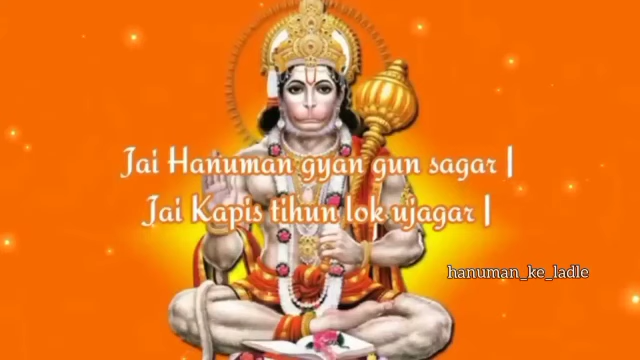 Jai Hanuman gyan gun sagar |
Jai Kapis tihun lok ujagar |
hanuman_ke_ladle